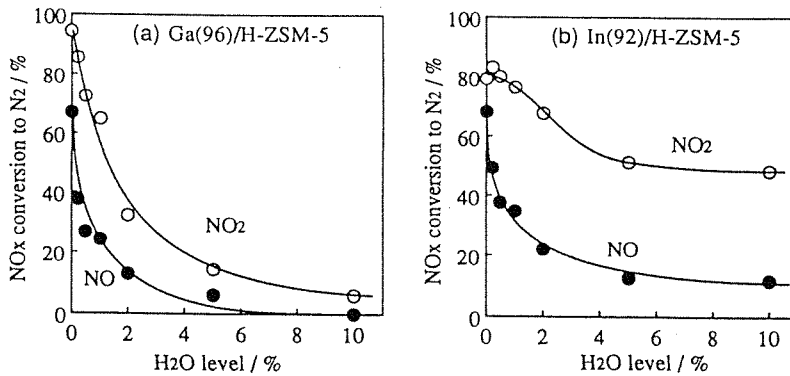 (a) Ga(96)/H-ZSM-5
NOx conversion to N2 / %
100
80
60
40
20
0
NO2
NO
0 2 4 6 8 10
H2O level / %
(b) In(92)/H-ZSM-5
NOx conversion to N2 / %
100
80
60
40
20
0
NO2
NO
0 2 4 6 8 10
H2O level / %